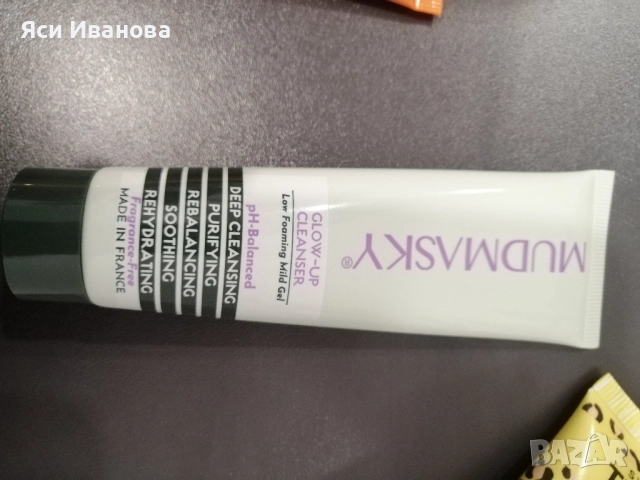 Яси Иванова
MUDMASKY®
GLOW-UP
CLEANSER
Low Foaming Mild Gel
pH-Balanced
DEEP CLEANSING
PURIFYING
REBALANCING
SOOTHING
REHYDRATING
Fragrance-Free
MADE IN FRANCE
BAZAR